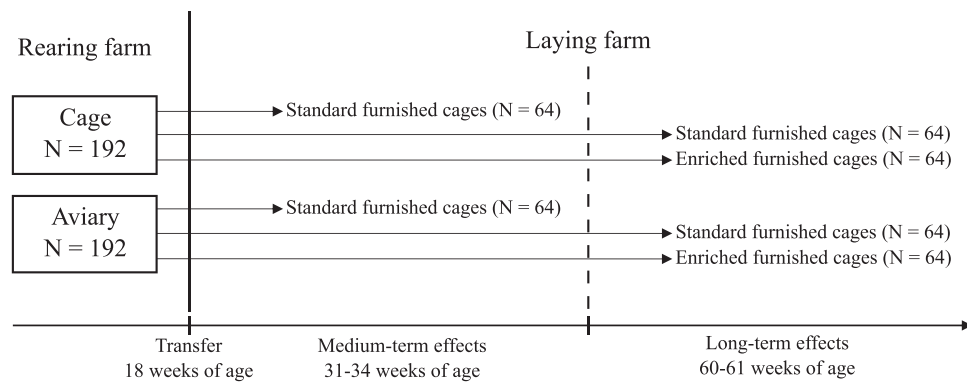 Rearing farm
Laying farm
Cage
N = 192
Standard furnished cages (N = 64)
Standard furnished cages (N = 64)
Enriched furnished cages (N = 64)
Aviary
N = 192
Standard furnished cages (N = 64)
Standard furnished cages (N = 64)
Enriched furnished cages (N = 64)
Transfer
18 weeks of age
Medium-term effects
31-34 weeks of age
Long-term effects
60-61 weeks of age